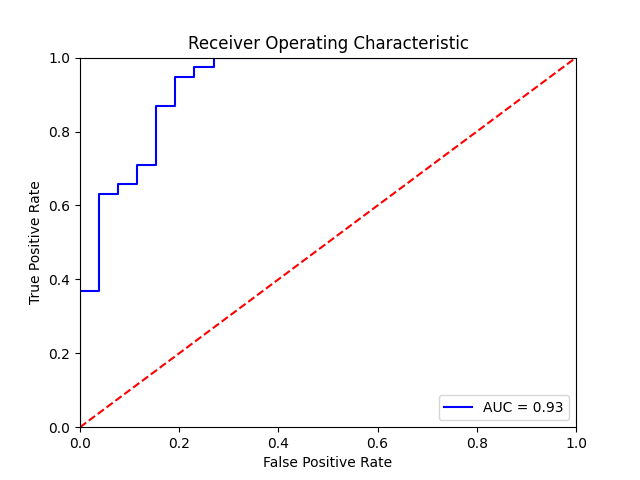 Receiver Operating Characteristic
1.0
0.8
0.6
0.4
0.2
0.0
True Positive Rate
AUC = 0.93
0.0 0.2 0.4 0.6 0.8 1.0
False Positive Rate